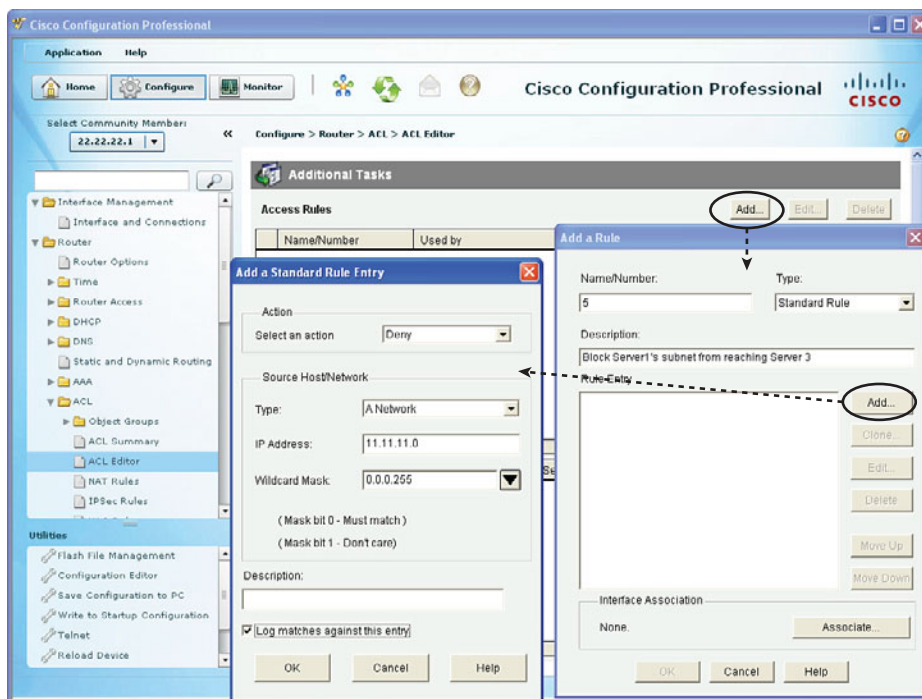 Cisco Configuration Professional
Application Help
Home Configure Monitor Cisco Configuration Professional CISCO
Select Community Member:
22.22.22.1
Configure > Router > ACL > ACL Editor
Interface Management
Interface and Connections
Router
Router Options
Time
Router Access
DHCP
DNS
Static and Dynamic Routing
AAA
ACL
Object Groups
ACL Summary
ACL Editor
NAT Rules
IPSec Rules
Utilities
Flash File Management
Configuration Editor
Save Configuration to PC
Write to Startup Configuration
Telnet
Reload Device
Additional Tasks
Access Rules Add... Edit... Delete
Name/Number Used by
Add a Standard Rule Entry
Action
Select an action Deny
Source Host/Network
Type: A Network
IP Address: 11.11.11.0
Wildcard Mask: 0.0.0.255
(Mask bit 0 - Must match )
(Mask bit 1 - Don't care)
Description:
Log matches against this entry
OK Cancel Help
Add a Rule
Name/Number: Type:
5 Standard Rule
Description:
Block Server1's subnet from reaching Server 3
Rule Entry
Add...
Clone...
Edit...
Delete
Move Up
Move Down
Interface Association
None. Associate...
OK Cancel Help